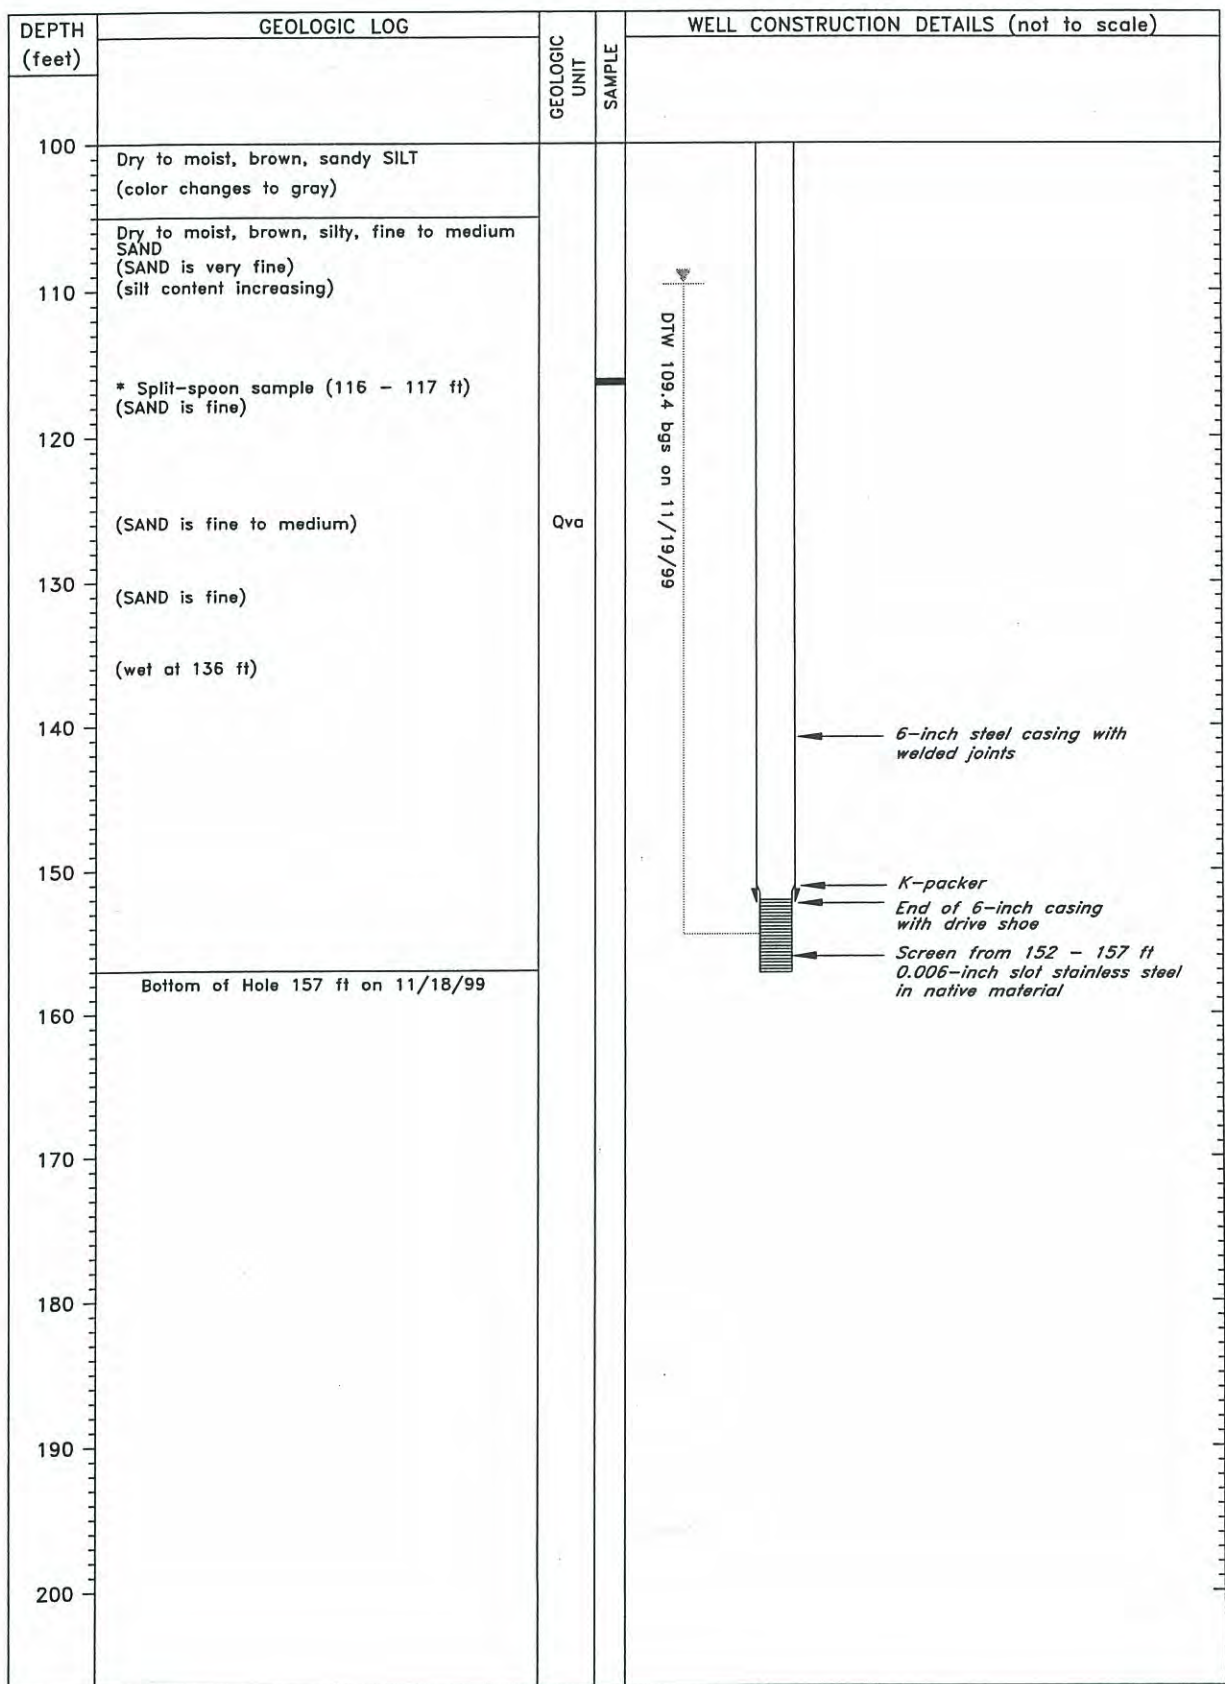 DEPTH
(feet)
GEOLOGIC LOG
GEOLOGIC
UNIT
SAMPLE
WELL CONSTRUCTION DETAILS (not to scale)
100
Dry to moist, brown, sandy SILT
(color changes to gray)
Dry to moist, brown, silty, fine to medium
SAND
(SAND is very fine)
110
(silt content increasing)
* Split-spoon sample (116 - 117 ft)
(SAND is fine)
120
(SAND is fine to medium)
Qva
DTW 109.4 bgs on 11/19/99
130
(SAND is fine)
(wet at 136 ft)
140
6-inch steel casing with
welded joints
150
K-packer
End of 6-inch casing
with drive shoe
Screen from 152 - 157 ft
0.006-inch slot stainless steel
in native material
Bottom of Hole 157 ft on 11/18/99
160
170
180
190
200